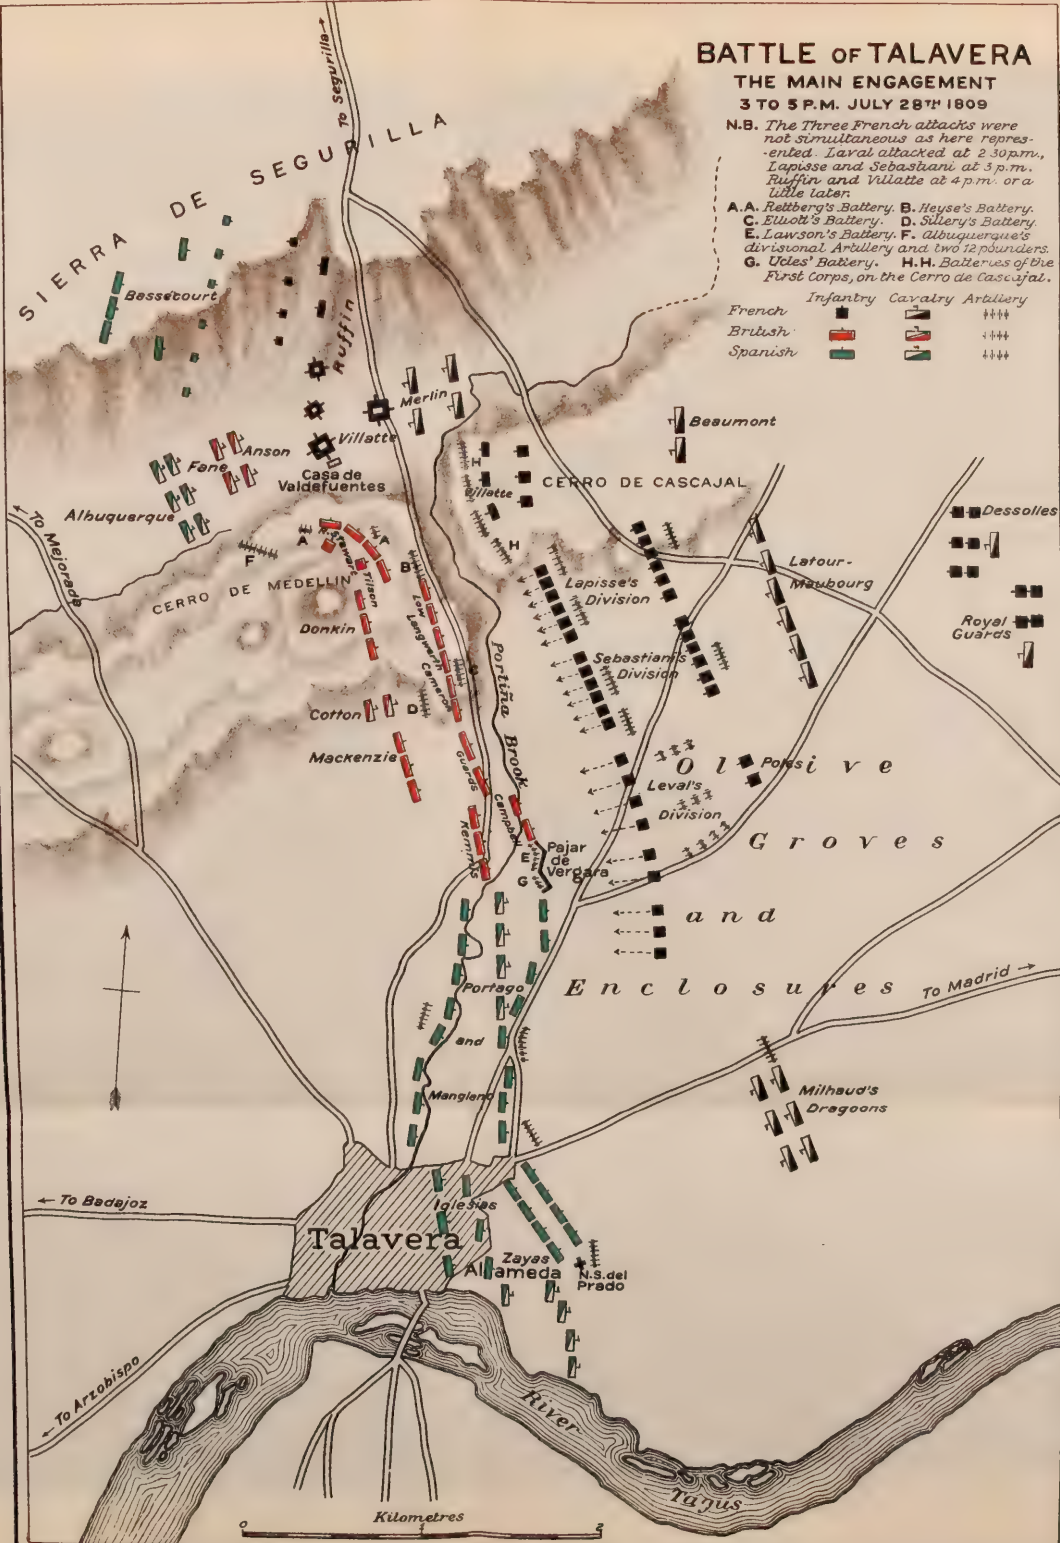 BATTLE OF TALAVERA
THE MAIN ENGAGEMENT
3 TO 5 P.M. JULY 28TH 1809
N.B. The Three French attacks were
not simultaneous as here repres-
-ented. Laval attacked at 2 30 p.m.,
Lapisse and Sebastiani at 3 p.m.
Ruffin and Villatte at 4 p.m. or a
little later.
A.A. Rettberg's Battery. B. Heyse's Battery.
C. Elliott's Battery. D. Sillery's Battery.
E. Lawson's Battery. F. Albuquerque's
divisional Artillery and two 12 pounders.
G. Ucles' Battery. H.H. Batteries of the
First Corps, on the Cerro de Cascajal.
Infantry Cavalry Artillery
French
British
Spanish
To Segurilla
SIERRA DE SEGURILLA
Bassecourt
Ruffin
Merlin
Beaumont
Villatte
Casa de
Valdefuentes
Anson
Fane
Albuquerque
To Mejorada
H
Villatte
H
CERRO DE CASCAJAL
Dessolles
Latour-
Maubourg
Royal
Guards
A
A
F
B
R. Stewart
Tilson
CERRO DE MEDELLIN
Donkin
Low
Langwerth
Cameron
Lapisse's
Division
Sebastiani's
Division
Portiña Brook
Cotton
D
Mackenzie
Guards
Campbell
Kemmis
Poles
Leval's
Division
Olive
Groves
and
Enclosures
E
G
Pajar
de
Vergara
Portago
and
Manglano
To Madrid
Milhaud's
Dragoons
To Badajoz
Iglesias
Talavera
Zayas
Alameda
N.S. del
Prado
To Arzobispo
River
Tagus
Kilometres
0 1 2